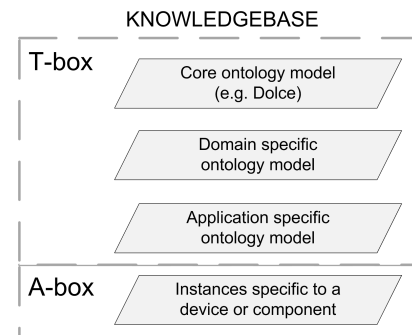 KNOWLEDGEBASE
T-box
Core ontology model
(e.g. Dolce)
Domain specific
ontology model
Application specific
ontology model
A-box
Instances specific to a
device or component